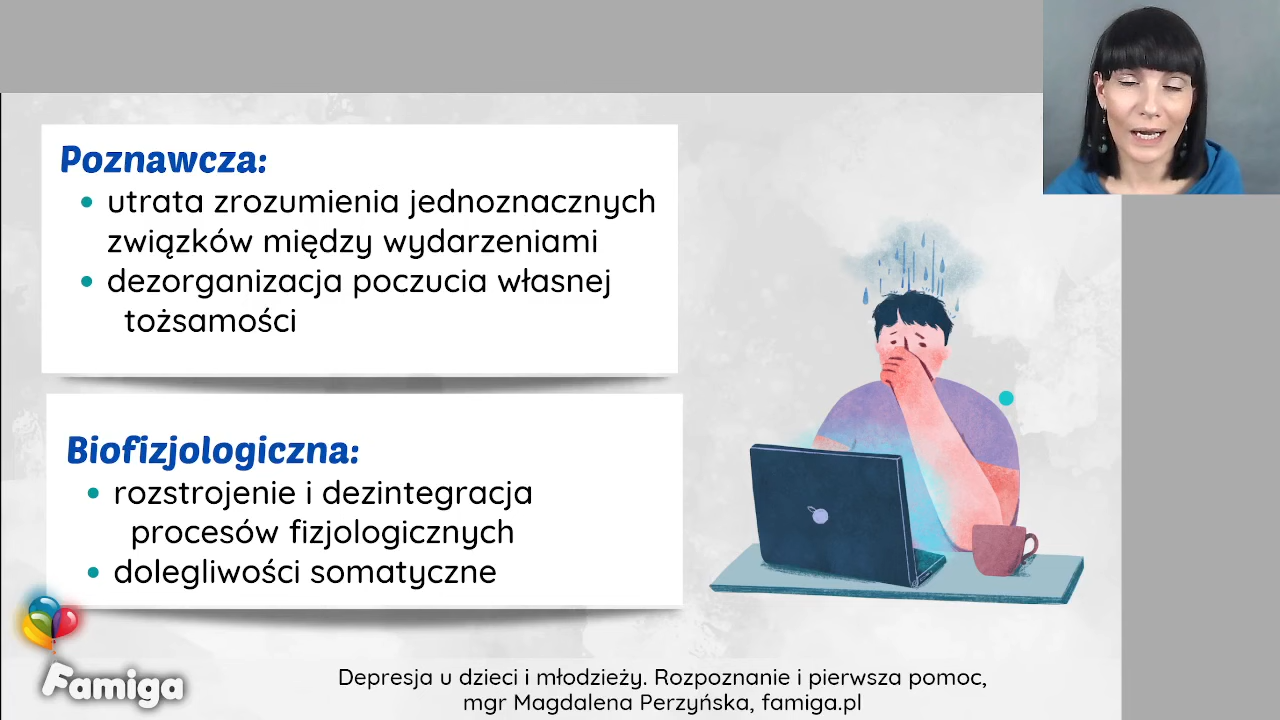 Poznawcza:
• utrata zrozumienia jednoznacznych
związków między wydarzeniami
• dezorganizacja poczucia własnej
tożsamości
Biofizjologiczna:
• rozstrojenie i dezintegracja
procesów fizjologicznych
• dolegliwości somatyczne
Famiga
Depresja u dzieci i młodzieży. Rozpoznanie i pierwsza pomoc,
mgr Magdalena Perzyńska, famiga.pl